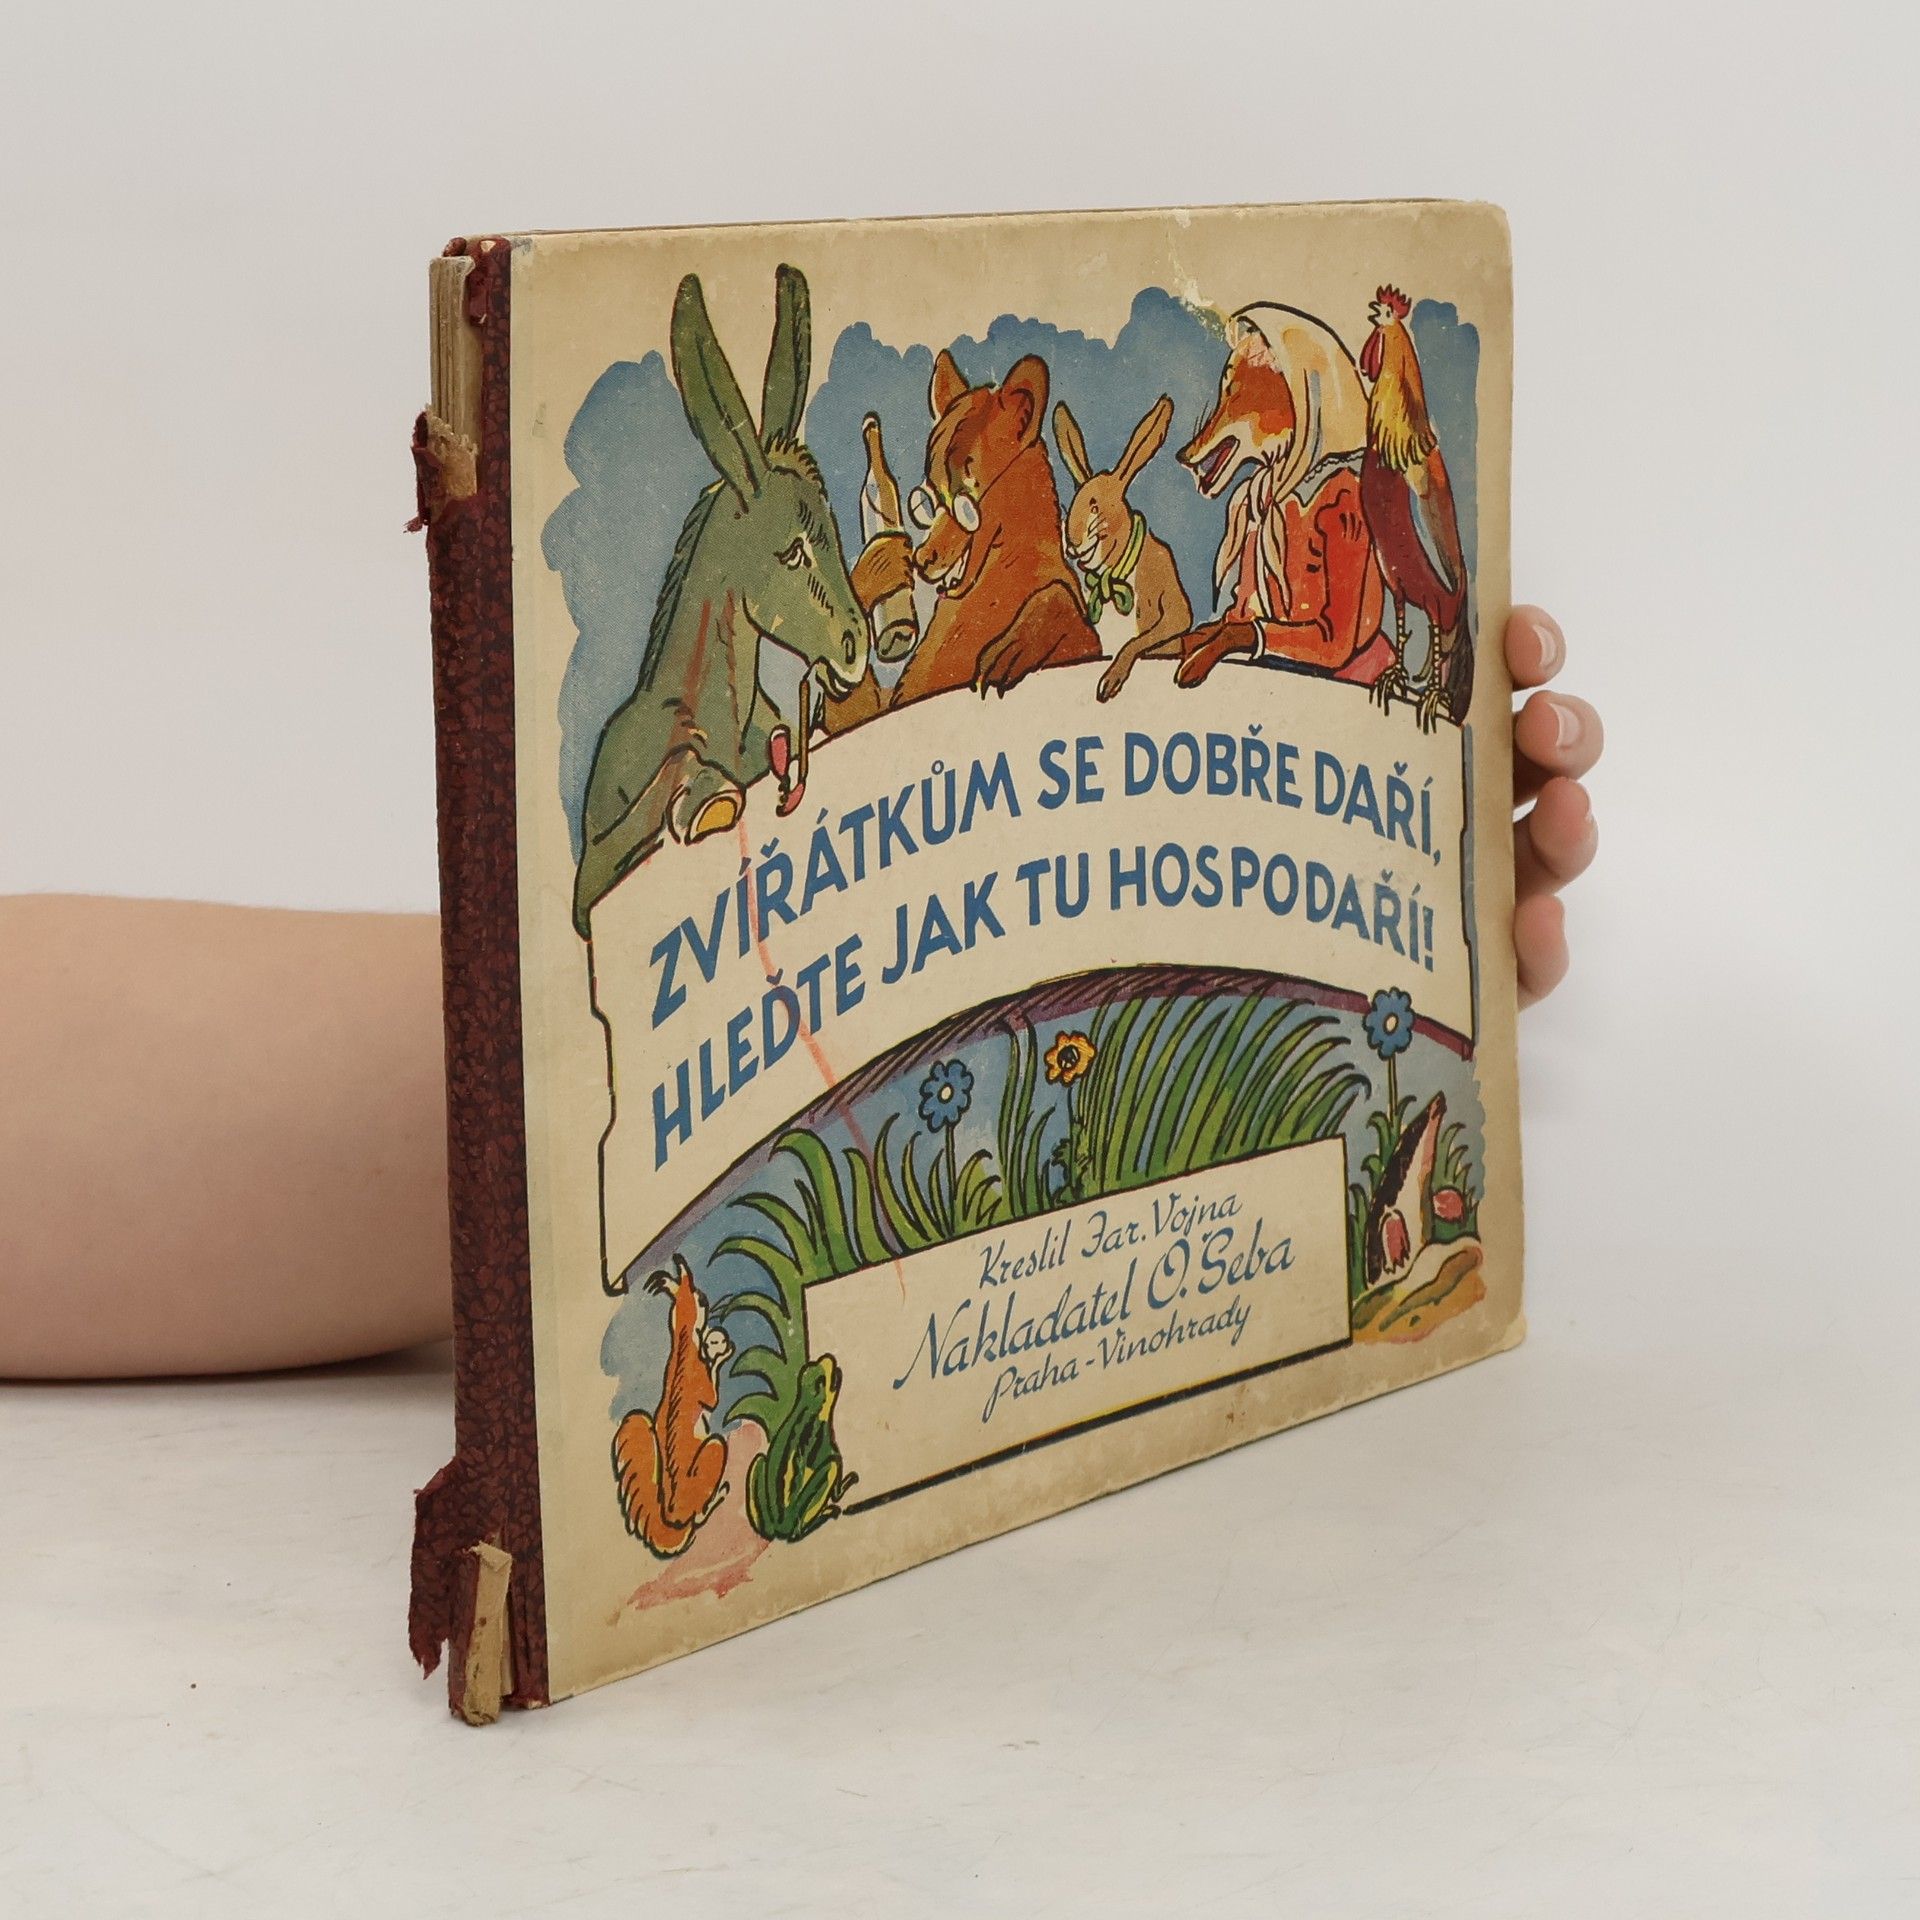 ZVÍŘÁTKŮM SE DOBŘE DAŘÍ,
HLEĎTE JAK TU HOSPODAŘÍ!
Kreslil Jar. Vojna
Nakladatel O. Šeba
Praha-Vinohrady